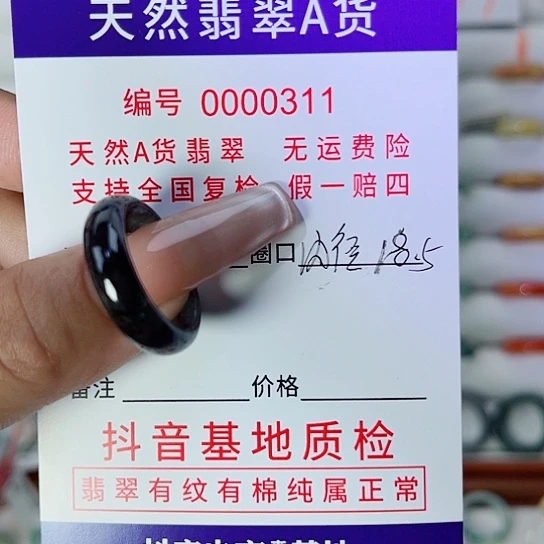 天然翡翠A货
编号 0000311
天然A货翡翠 无运费险
支持全国复检 假一赔四
圈口内径 18.5
备注 价格
抖音基地质检
翡翠有纹有棉纯属正常